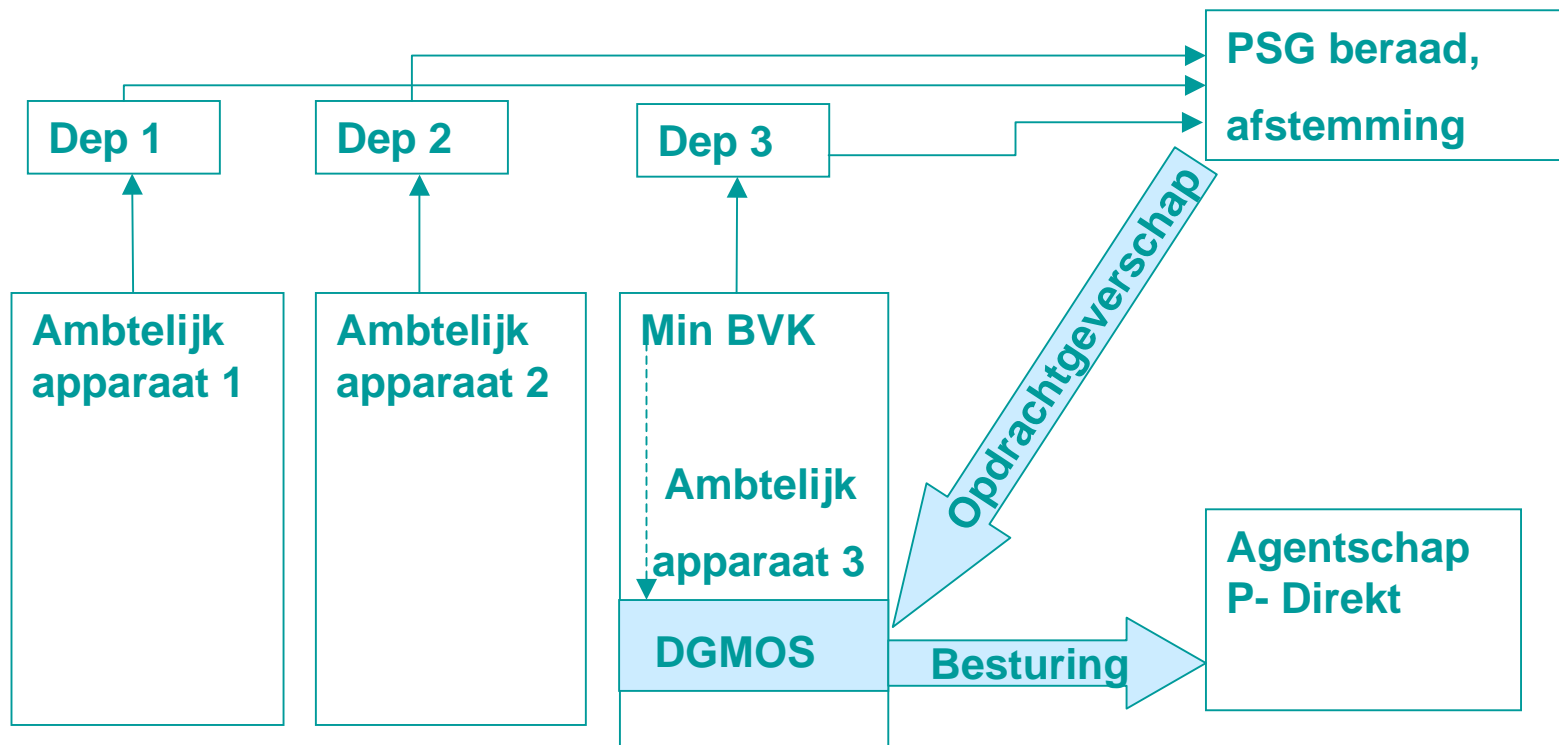 PSG beraad,
afstemming
Dep 1
Dep 2
Dep 3
Opdrachtgeverschap
Ambtelijk
apparaat 1
Ambtelijk
apparaat 2
Min BVK
Ambtelijk
apparaat 3
DGMOS
Besturing
Agentschap
P- Direkt